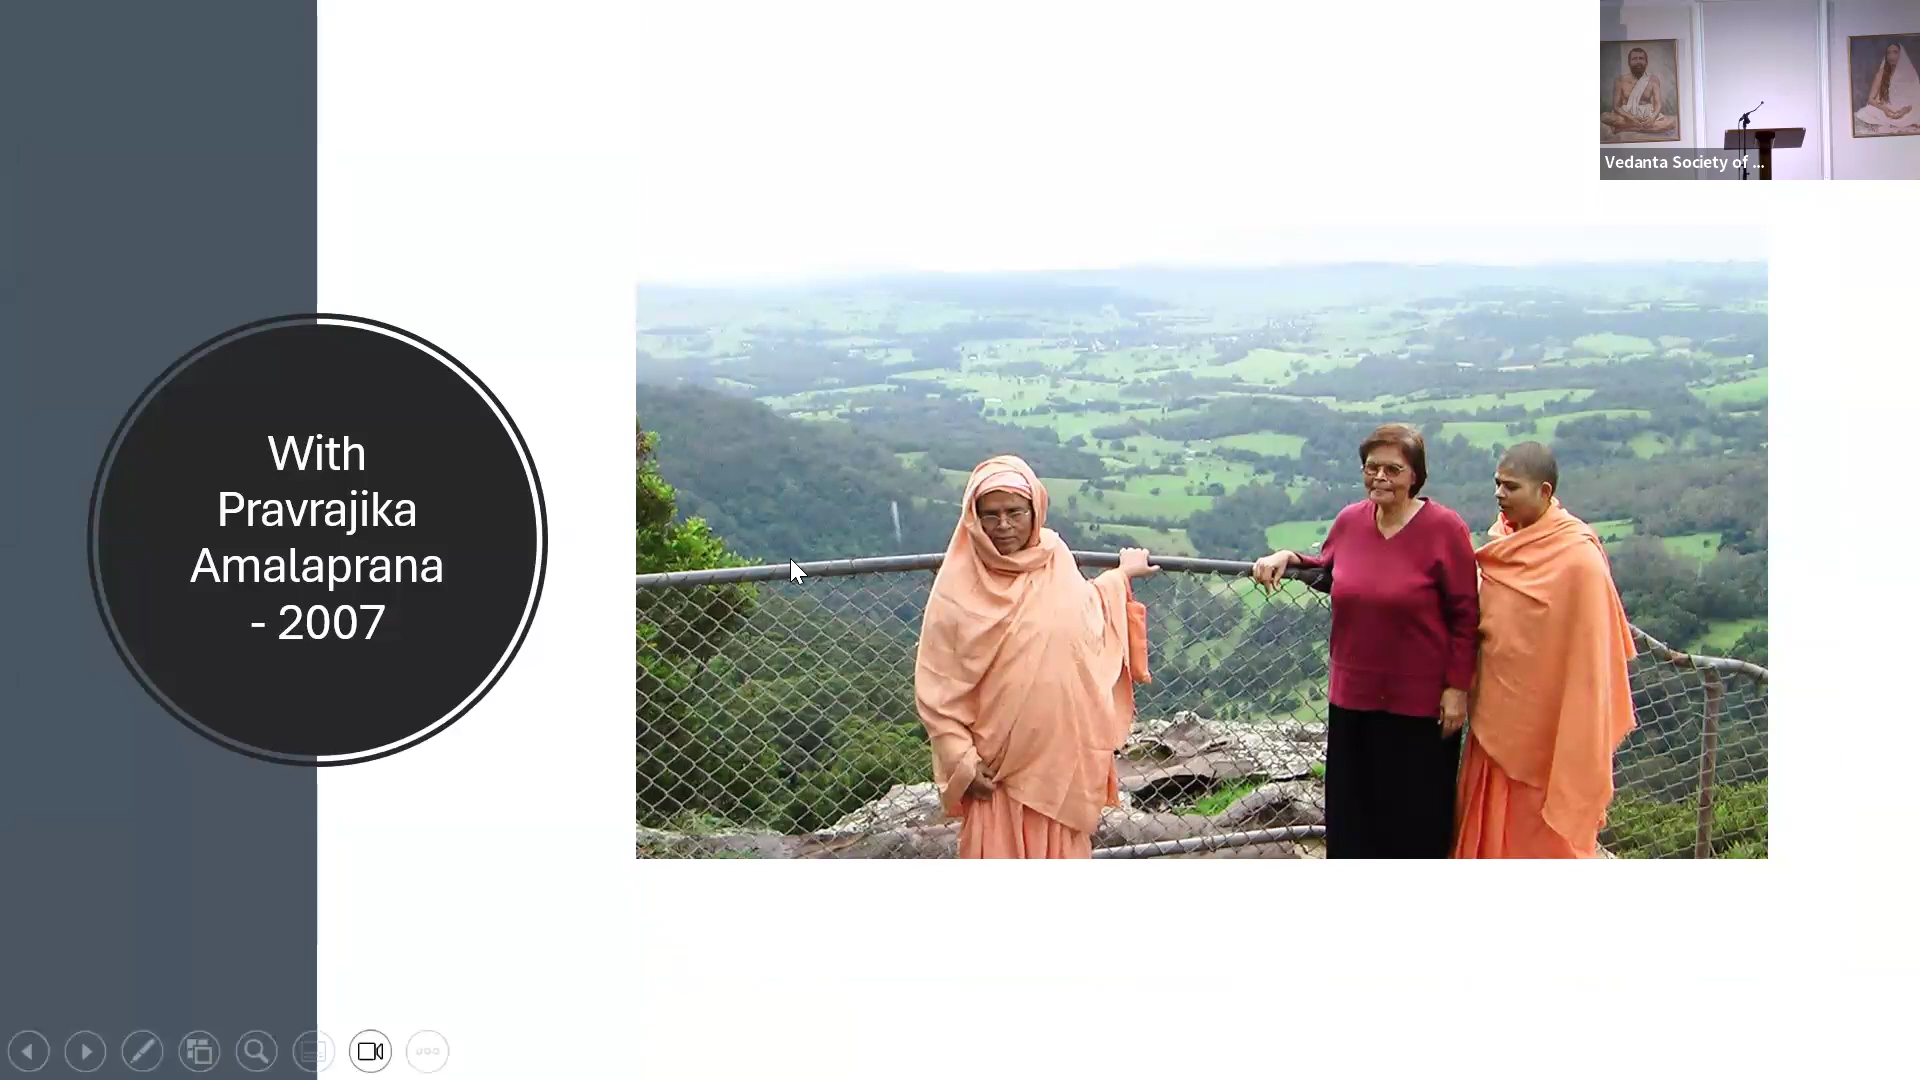 With
Pravrajika
Amalaprana
- 2007
Vedanta Society of ...